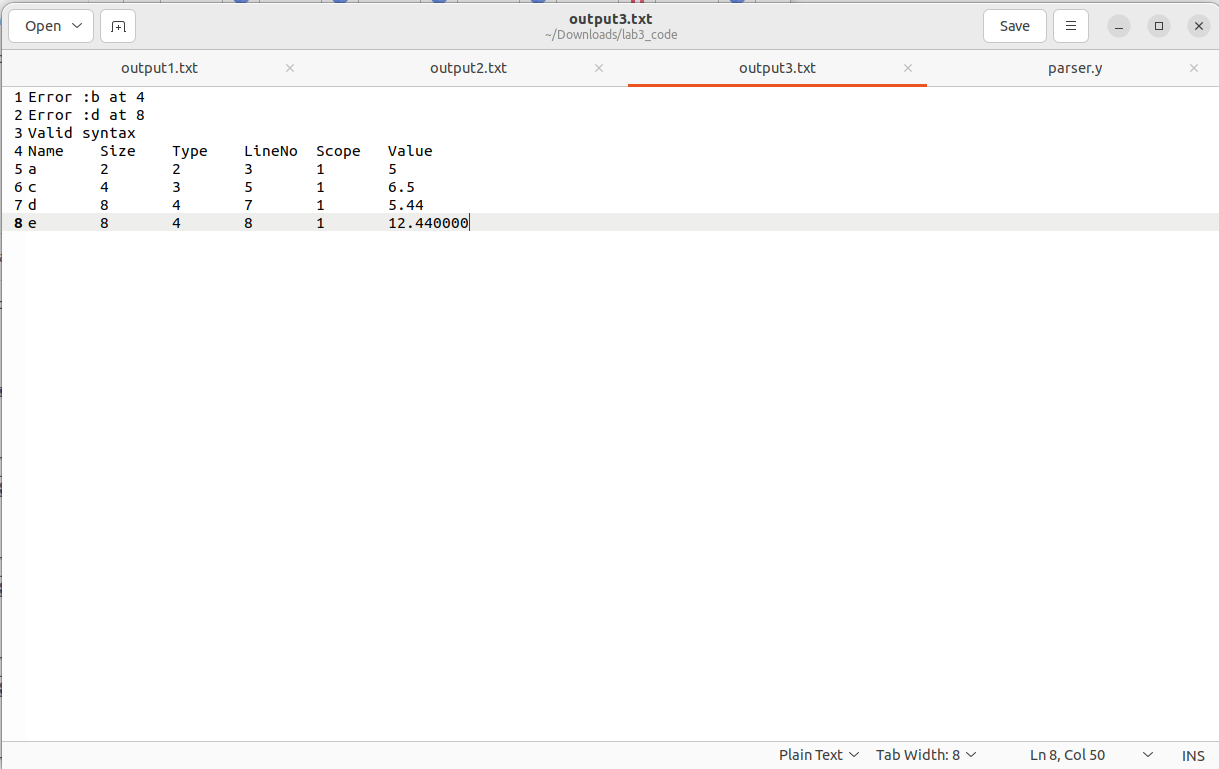 Open
output3.txt
~/Downloads/lab3_code
Save
output1.txt output2.txt output3.txt parser.y
1 Error :b at 4
2 Error :d at 8
3 Valid syntax
4 Name Size Type LineNo Scope Value
5 a 2 2 3 1 5
6 c 4 3 5 1 6.5
7 d 8 4 7 1 5.44
8 e 8 4 8 1 12.440000
Plain Text Tab Width: 8 Ln 8, Col 50 INS